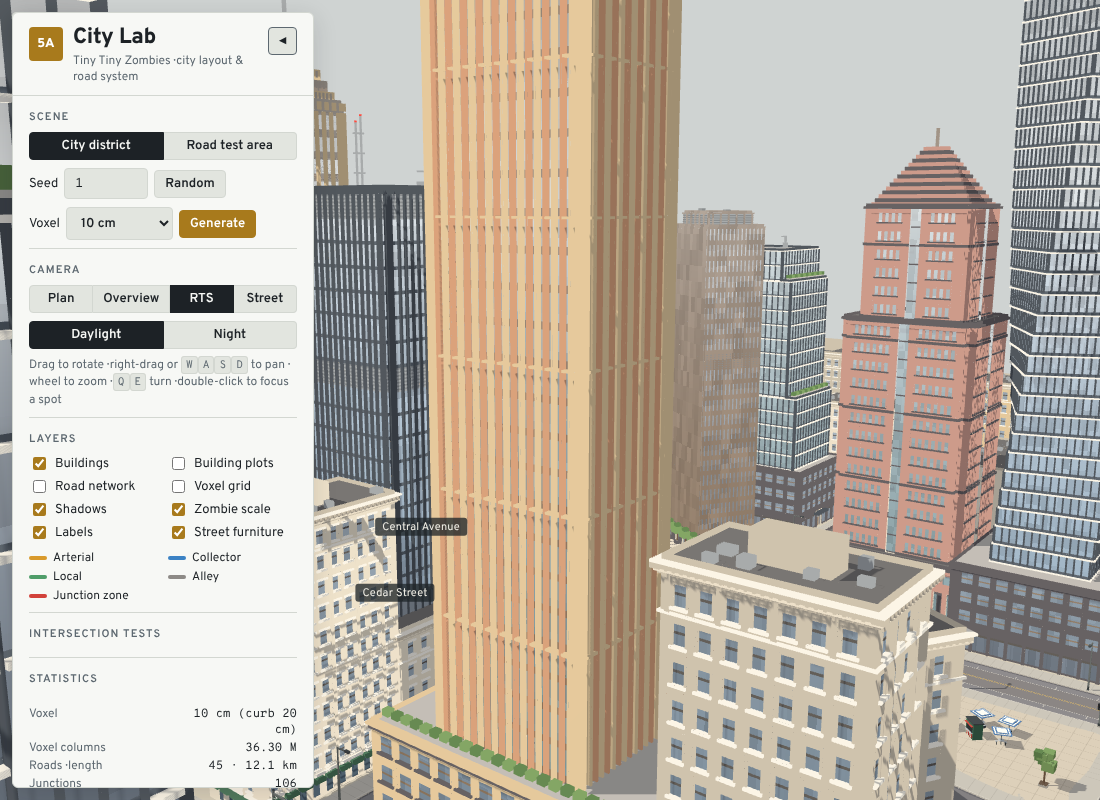 5A
City Lab
◄
Tiny Tiny Zombies · city layout &
road system
SCENE
City district
Road test area
Seed
1
Random
Voxel
10 cm
Generate
CAMERA
Plan
Overview
RTS
Street
Daylight
Night
Drag to rotate · right-drag or W A S D to pan ·
wheel to zoom · Q E turn · double-click to focus
a spot
LAYERS
Buildings
Building plots
Road network
Voxel grid
Shadows
Zombie scale
Labels
Street furniture
Arterial
Collector
Local
Alley
Junction zone
INTERSECTION TESTS
STATISTICS
Voxel 10 cm (curb 20
cm)
Voxel columns 36.30 M
Roads · length 45 · 12.1 km
Junctions 106
Central Avenue
Cedar Street